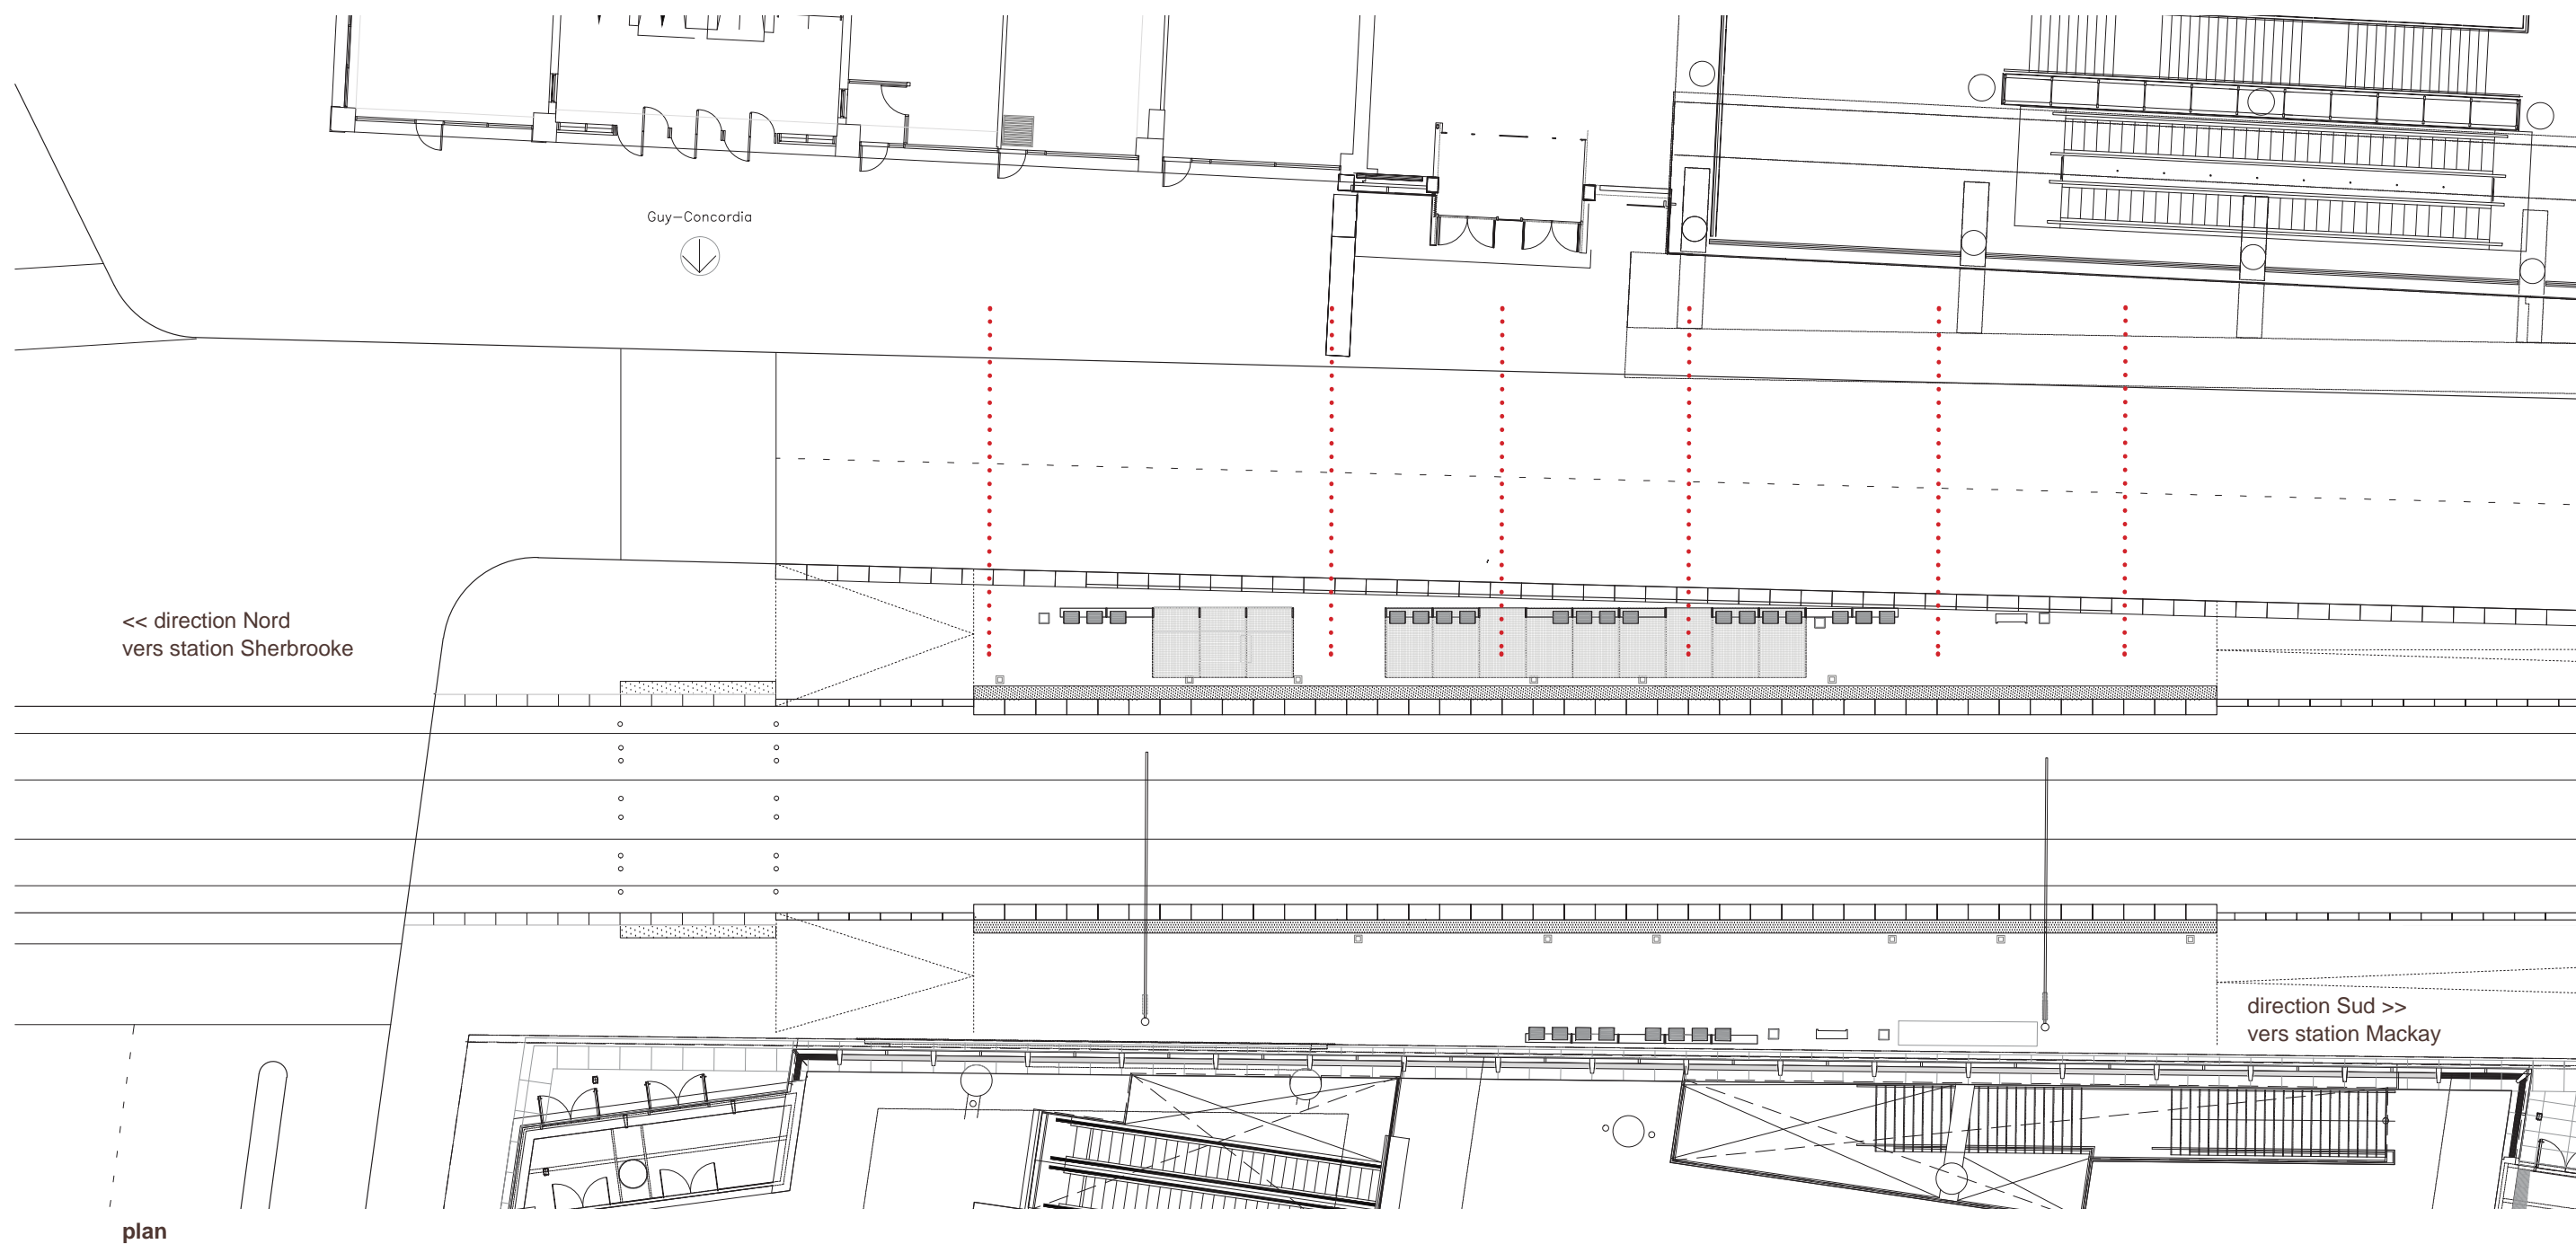 Guy-Concordia
<< direction Nord
vers station Sherbrooke
direction Sud >>
vers station Mackay
plan